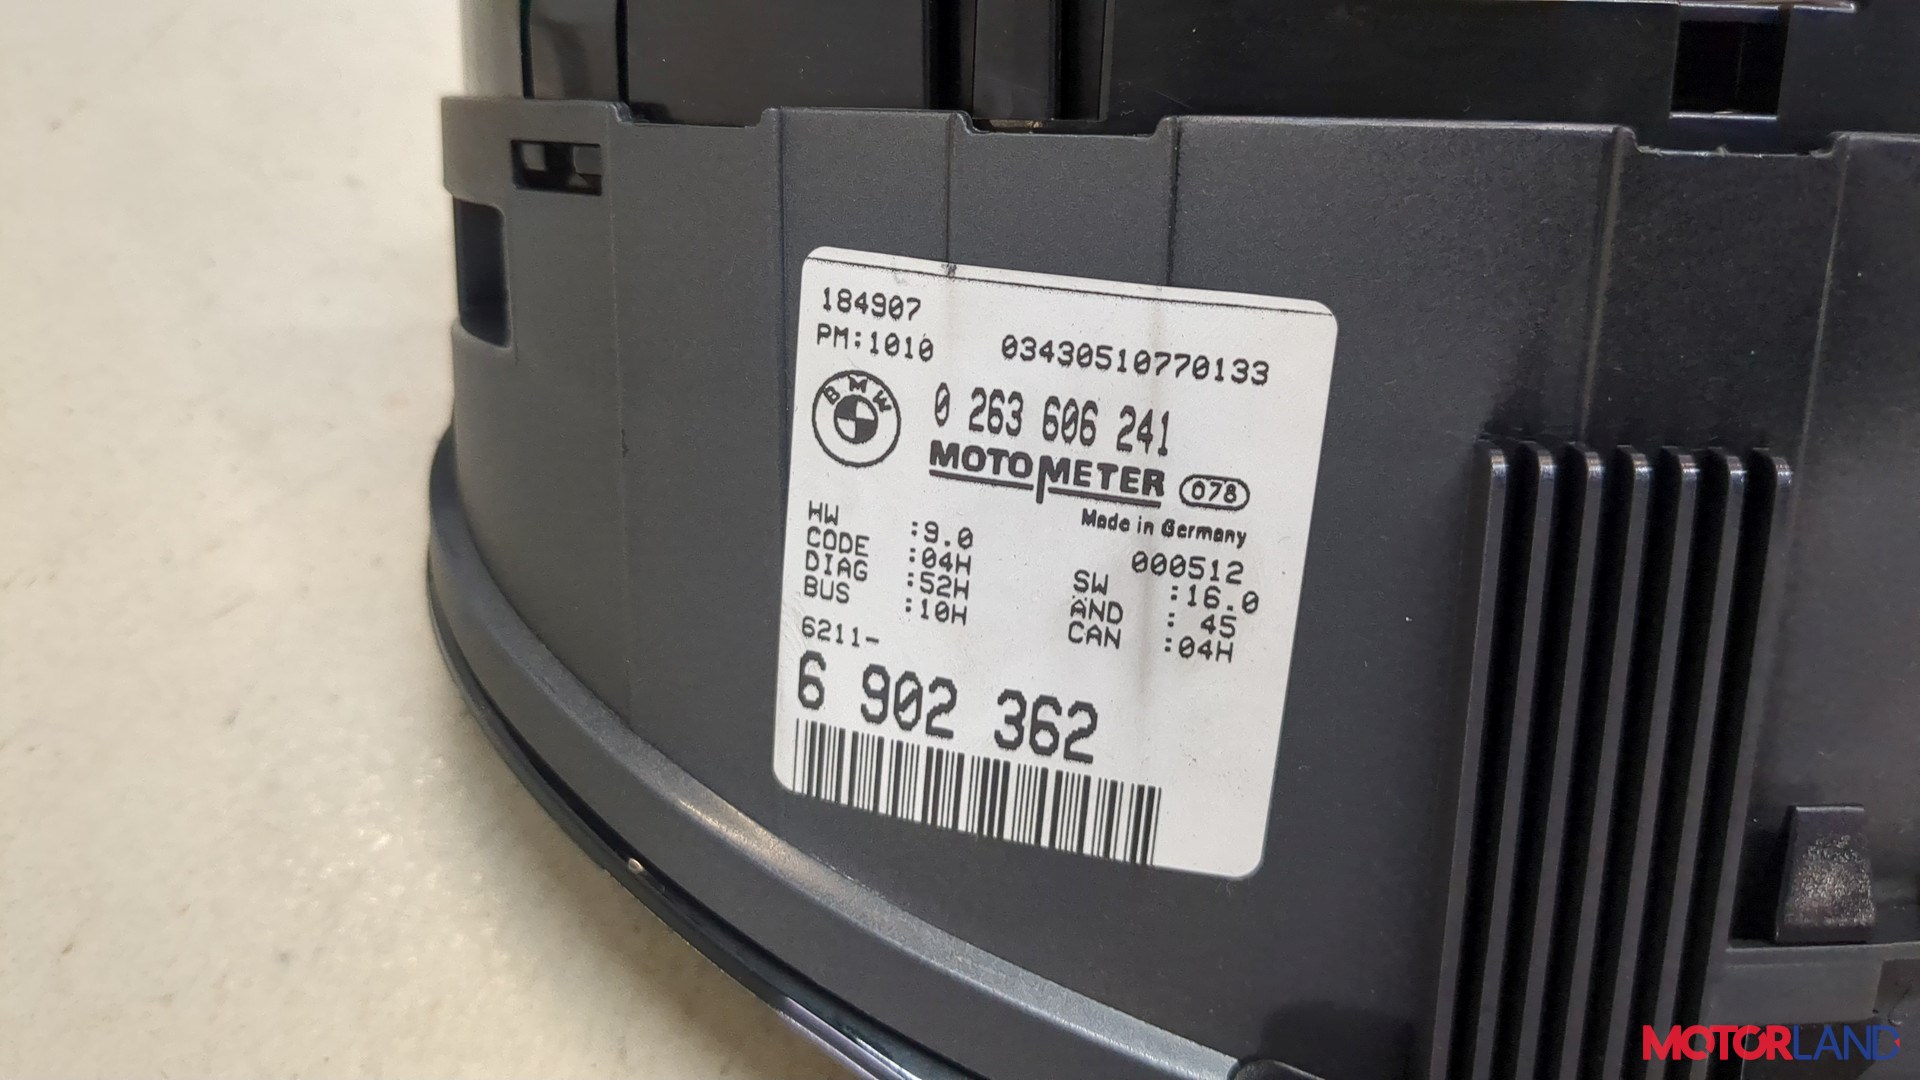 184907
PM:1010 03430510770133
BMW 0 263 606 241
MOTOMETER 078
Made in Germany
000512
HW :9.0 SW :16.0
CODE :04H AND : 45
DIAG :52H CAN :04H
BUS :10H
6211-
6 902 362
MOTORLAND